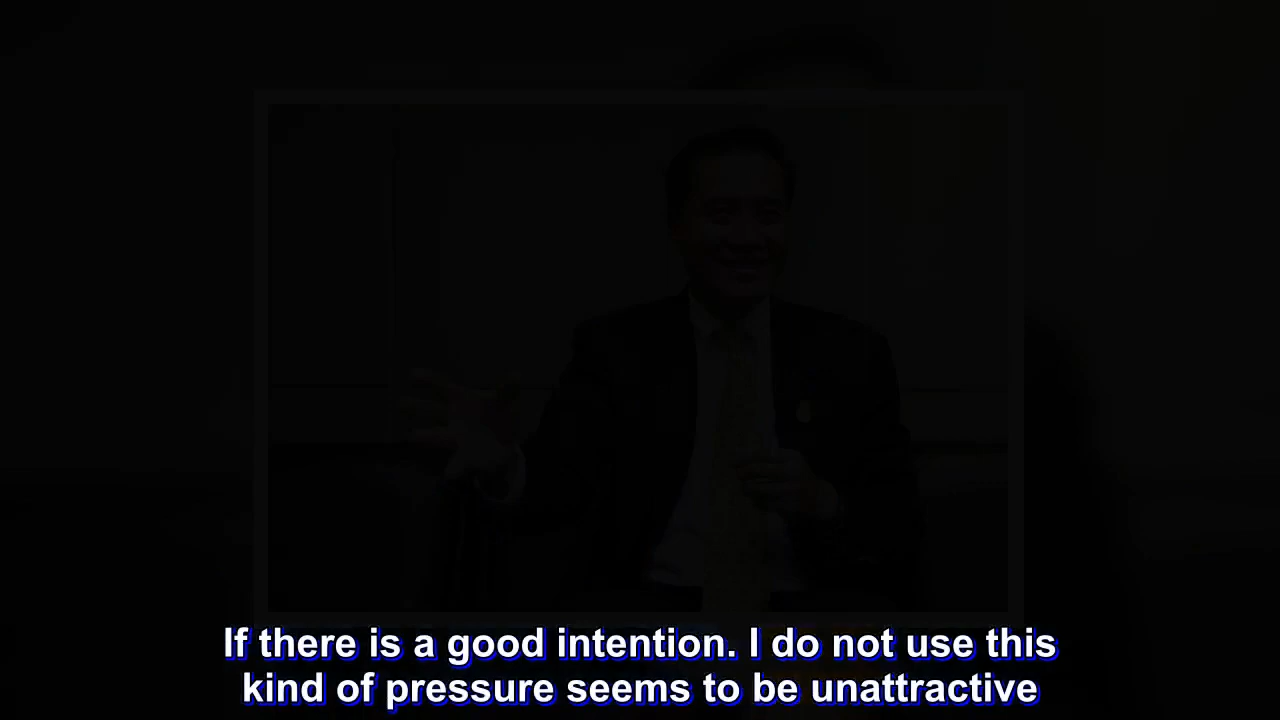 If there is a good intention. I do not use this
kind of pressure seems to be unattractive